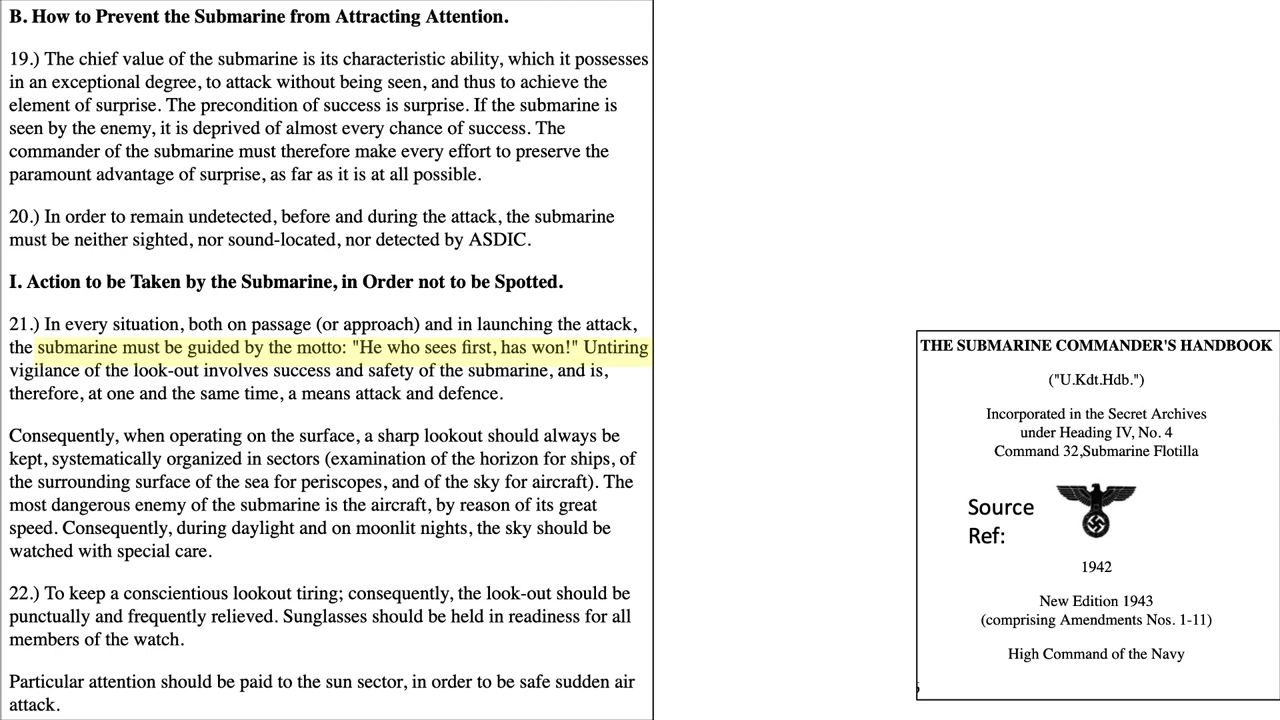 B. How to Prevent the Submarine from Attracting Attention.
19.) The chief value of the submarine is its characteristic ability, which it possesses
in an exceptional degree, to attack without being seen, and thus to achieve the
element of surprise. The precondition of success is surprise. If the submarine is
seen by the enemy, it is deprived of almost every chance of success. The
commander of the submarine must therefore make every effort to preserve the
paramount advantage of surprise, as far as it is at all possible.
20.) In order to remain undetected, before and during the attack, the submarine
must be neither sighted, nor sound-located, nor detected by ASDIC.
I. Action to be Taken by the Submarine, in Order not to be Spotted.
21.) In every situation, both on passage (or approach) and in launching the attack,
the submarine must be guided by the motto: "He who sees first, has won!" Untiring
vigilance of the look-out involves success and safety of the submarine, and is,
therefore, at one and the same time, a means attack and defence.
Consequently, when operating on the surface, a sharp lookout should always be
kept, systematically organized in sectors (examination of the horizon for ships, of
the surrounding surface of the sea for periscopes, and of the sky for aircraft). The
most dangerous enemy of the submarine is the aircraft, by reason of its great
speed. Consequently, during daylight and on moonlit nights, the sky should be
watched with special care.
22.) To keep a conscientious lookout tiring; consequently, the look-out should be
punctually and frequently relieved. Sunglasses should be held in readiness for all
members of the watch.
Particular attention should be paid to the sun sector, in order to be safe sudden air
attack.
THE SUBMARINE COMMANDER'S HANDBOOK
("U.Kdt.Hdb.")
Incorporated in the Secret Archives
under Heading IV, No. 4
Command 32,Submarine Flotilla
Source
Ref:
1942
New Edition 1943
(comprising Amendments Nos. 1-11)
High Command of the Navy